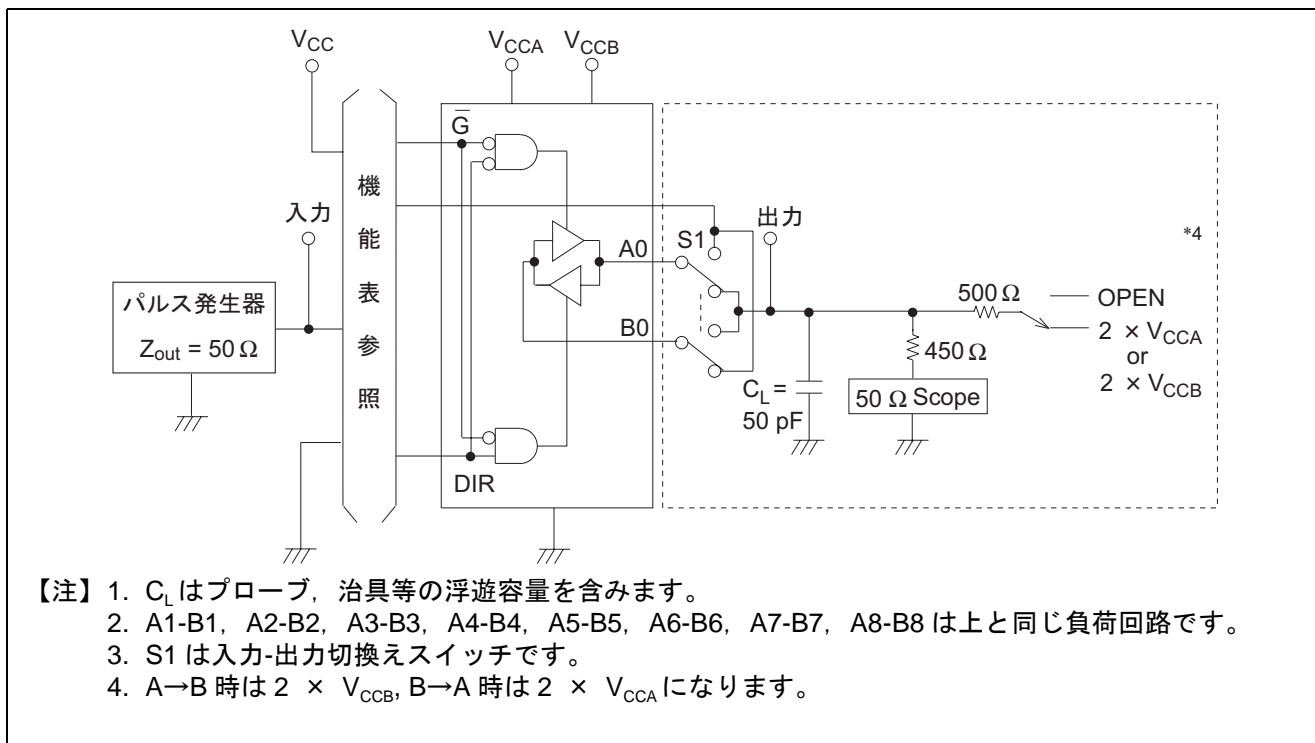 VCC
VCCA
VCCB
G
機能表参照
入力
パルス発生器
Zout = 50 Ω
DIR
A0
B0
S1
出力
CL =
50 pF
450 Ω
50 Ω Scope
500 Ω
*4
OPEN
2 × VCCA
or
2 × VCCB
【注】 1. CLはプローブ, 治具等の浮遊容量を含みます。
2. A1-B1, A2-B2, A3-B3, A4-B4, A5-B5, A6-B6, A7-B7, A8-B8 は上と同じ負荷回路です。
3. S1 は入力-出力切換えスイッチです。
4. A→B 時は 2 × VCCB, B→A 時は 2 × VCCAになります。